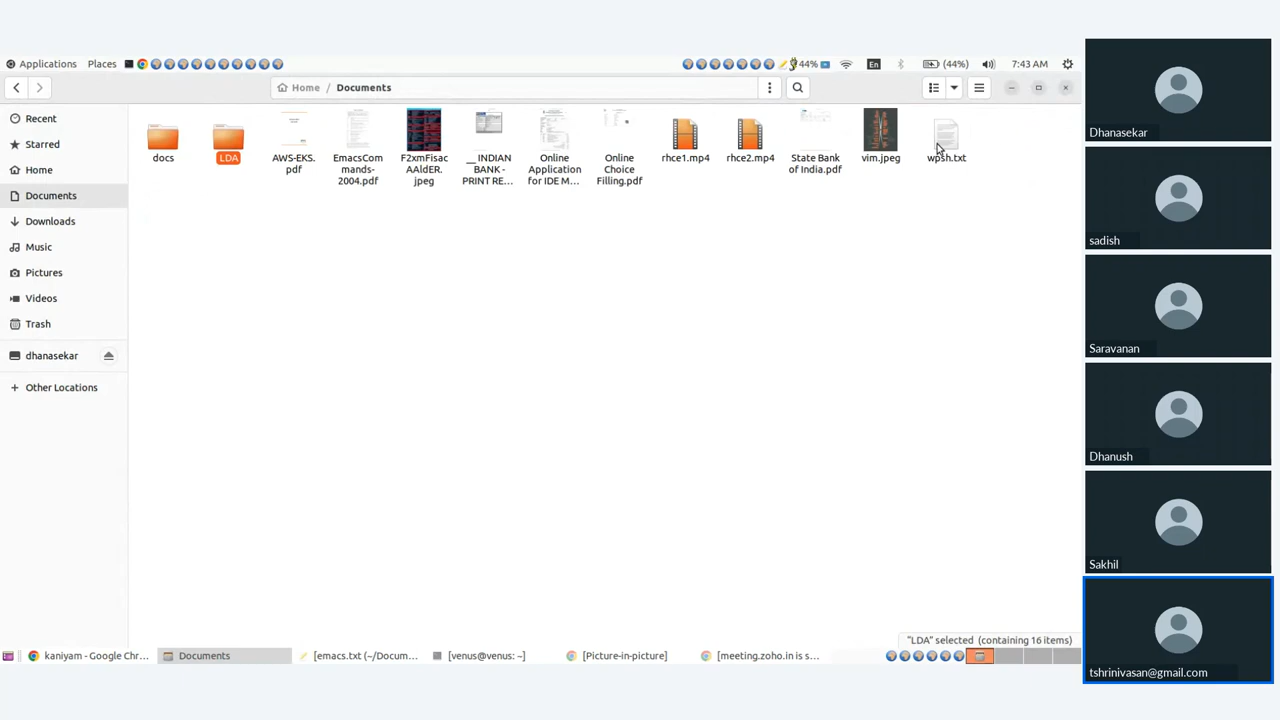 Applications Places 44% En (44%) 7:43 AM
Home / Documents
Recent
Starred
Home
Documents
Downloads
Music
Pictures
Videos
Trash
dhanasekar
+ Other Locations
docs
LDA
AWS-EKS.
pdf
EmacsCom
mands-
2004.pdf
F2xmFisac
AAldER.
jpeg
__ INDIAN
BANK -
PRINT RE...
Online
Application
for IDE M...
Online
Choice
Filling.pdf
rhce1.mp4
rhce2.mp4
State Bank
of India.pdf
vim.jpeg
wpsh.txt
"LDA" selected (containing 16 items)
kaniyam - Google Chr... Documents [emacs.txt (~/Docum... [venus@venus: ~] [Picture-in-picture] [meeting.zoho.in is s...
Dhanasekar
sadish
Saravanan
Dhanush
Sakhil
tshrinivasan@gmail.com